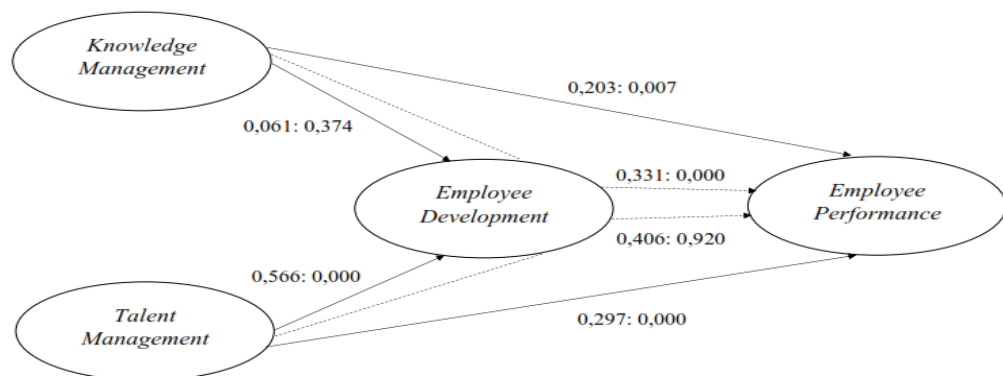 Knowledge
Management
0,203: 0,007
0,061: 0,374
0,331: 0,000
Employee
Development
Employee
Performance
0,406: 0,920
0,566: 0,000
Talent
Management
0,297: 0,000